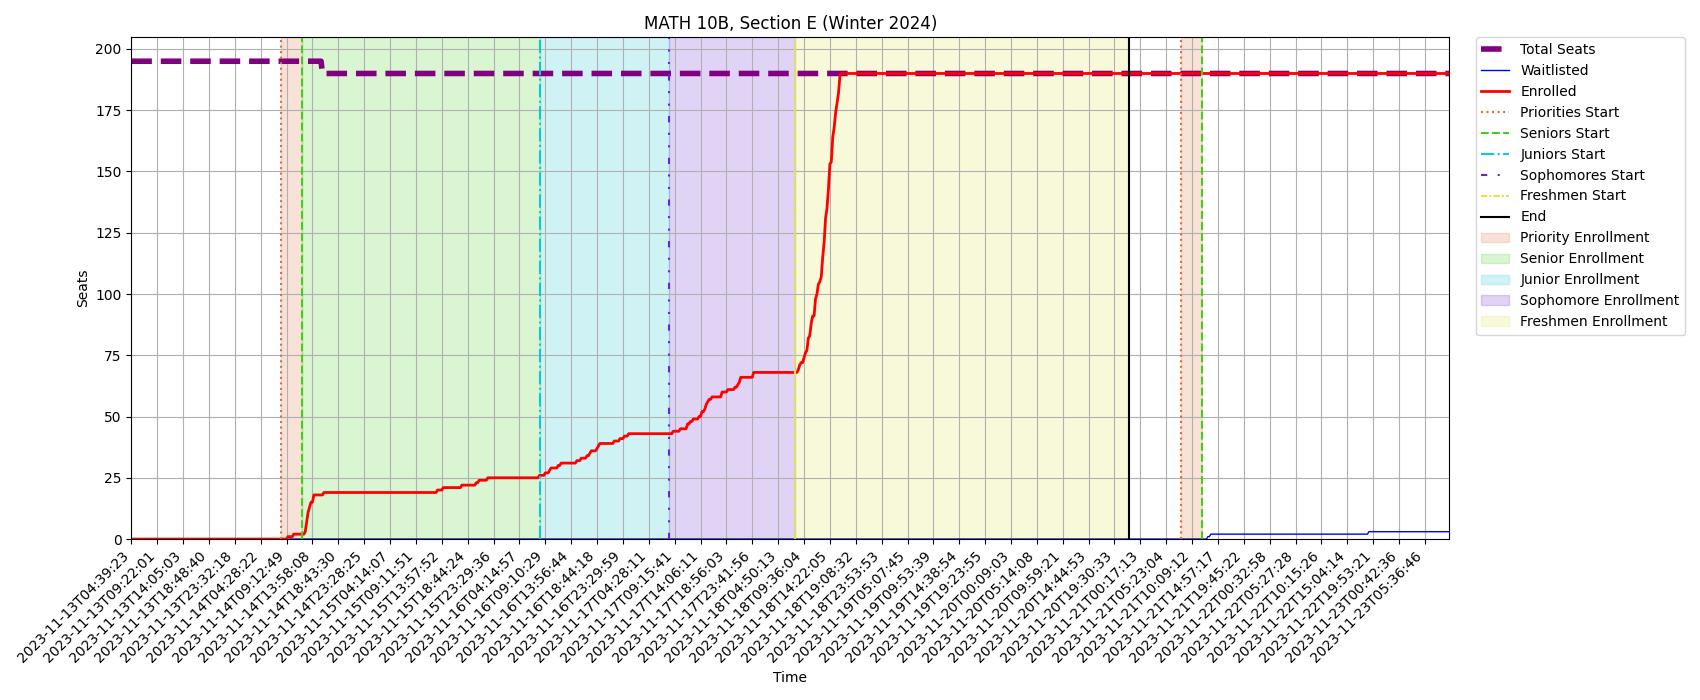 MATH 10B, Section E (Winter 2024)
200
175
150
125
100
75
50
25
0
Seats
2023-11-13T04:39:23
2023-11-13T09:22:01
2023-11-13T14:05:03
2023-11-13T18:48:40
2023-11-13T23:32:18
2023-11-14T04:28:22
2023-11-14T09:12:49
2023-11-14T13:58:08
2023-11-14T18:43:30
2023-11-14T23:28:25
2023-11-15T04:14:07
2023-11-15T09:11:51
2023-11-15T13:57:52
2023-11-15T18:44:24
2023-11-15T23:29:36
2023-11-16T04:14:57
2023-11-16T09:10:29
2023-11-16T13:56:44
2023-11-16T18:44:18
2023-11-16T23:29:59
2023-11-17T04:28:11
2023-11-17T09:15:41
2023-11-17T14:06:11
2023-11-17T18:56:03
2023-11-17T23:41:56
2023-11-18T04:50:13
2023-11-18T09:36:04
2023-11-18T14:22:05
2023-11-18T19:08:32
2023-11-18T23:53:53
2023-11-19T05:07:45
2023-11-19T09:53:39
2023-11-19T14:38:54
2023-11-19T19:23:55
2023-11-20T00:09:03
2023-11-20T05:14:08
2023-11-20T09:59:21
2023-11-20T14:44:53
2023-11-20T19:30:33
2023-11-21T00:17:13
2023-11-21T05:23:04
2023-11-21T10:09:12
2023-11-21T14:57:17
2023-11-21T19:45:22
2023-11-22T00:32:58
2023-11-22T05:27:28
2023-11-22T10:15:26
2023-11-22T15:04:14
2023-11-22T19:53:21
2023-11-23T00:42:36
2023-11-23T05:36:46
Time
Total Seats
Waitlisted
Enrolled
Priorities Start
Seniors Start
Juniors Start
Sophomores Start
Freshmen Start
End
Priority Enrollment
Senior Enrollment
Junior Enrollment
Sophomore Enrollment
Freshmen Enrollment